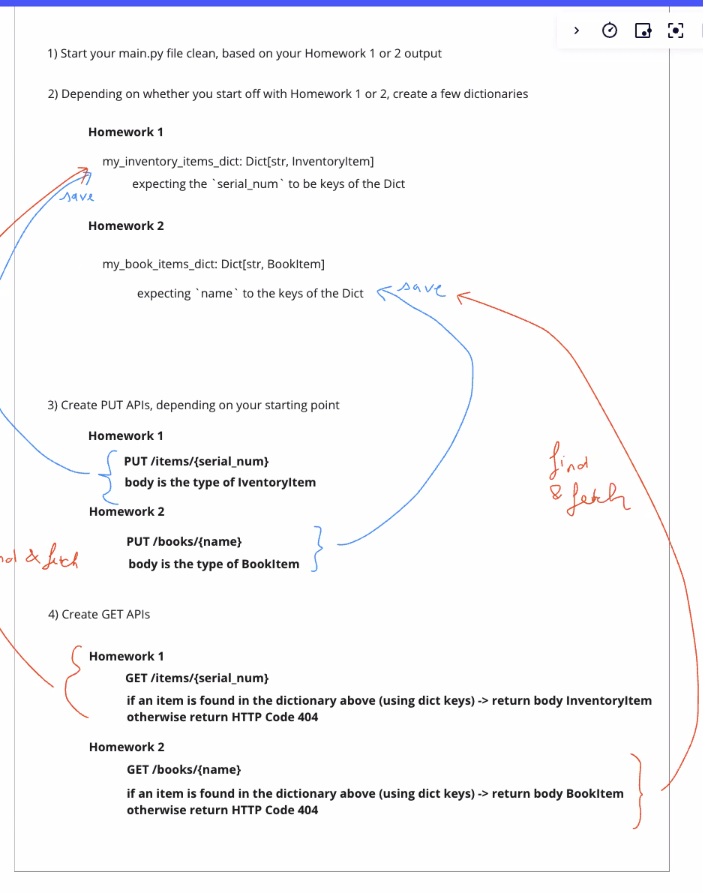 1) Start your main.py file clean, based on your Homework 1 or 2 output
2) Depending on whether you start off with Homework 1 or 2, create a few dictionaries
Homework 1
my_inventory_items_dict: Dict[str, InventoryItem]
expecting the `serial_num` to be keys of the Dict
save
Homework 2
my_book_items_dict: Dict[str, BookItem]
expecting `name` to the keys of the Dict
save
3) Create PUT APIs, depending on your starting point
Homework 1
PUT /items/{serial_num}
body is the type of IventoryItem
find
& fetch
Homework 2
PUT /books/{name}
& fetch
body is the type of BookItem
4) Create GET APIs
Homework 1
GET /items/{serial_num}
if an item is found in the dictionary above (using dict keys) -> return body InventoryItem
otherwise return HTTP Code 404
Homework 2
GET /books/{name}
if an item is found in the dictionary above (using dict keys) -> return body BookItem
otherwise return HTTP Code 404